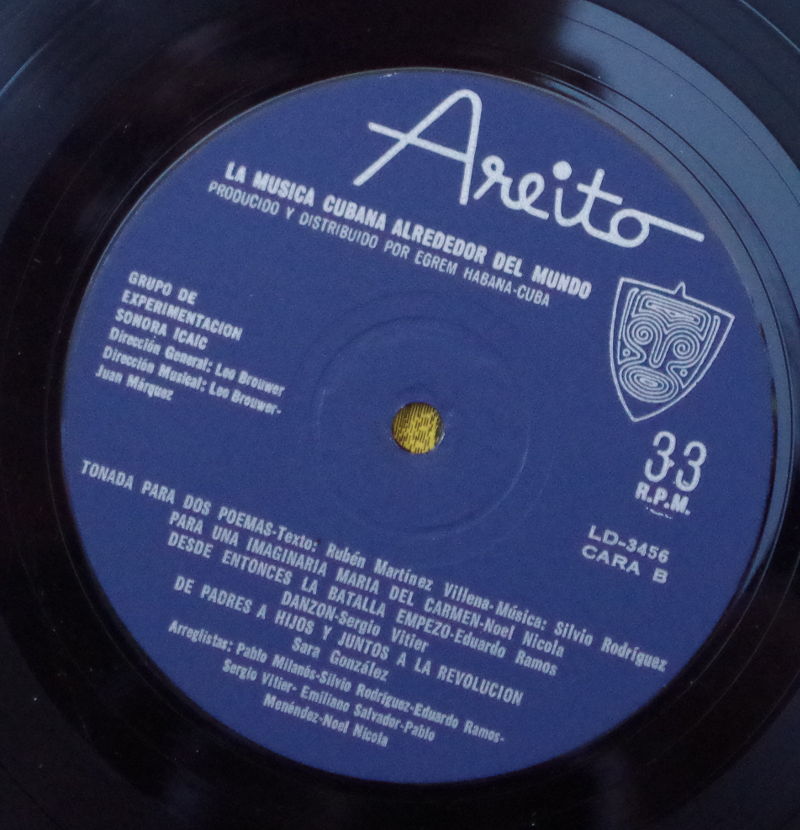 Areito
LA MUSICA CUBANA ALREDEDOR DEL MUNDO
PRODUCIDO Y DISTRIBUIDO POR EGREM HABANA-CUBA
GRUPO DE
EXPERIMENTACION
SONORA ICAIC
Dirección General: Leo Brouwer
Dirección Musical: Leo Brouwer-
Juan Márquez
33
R.P.M.
LD-3456
CARA B
TONADA PARA DOS POEMAS-Texto: Rubén Martínez Villena-Música: Silvio Rodríguez
PARA UNA IMAGINARIA MARIA DEL CARMEN-Noel Nicola
DESDE ENTONCES LA BATALLA EMPEZO-Eduardo Ramos
DANZON-Sergio Vitier
DE PADRES A HIJOS Y JUNTOS A LA REVOLUCION
Sara González
Arreglistas: Pablo Milanés-Silvio Rodríguez-Eduardo Ramos-
Sergio Vitier- Emiliano Salvador-Pablo
Menéndez-Noel Nicola